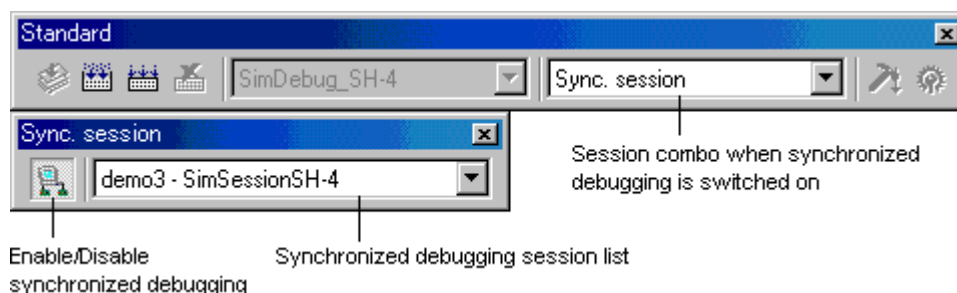 Standard
SimDebug_SH-4
Sync. session
Sync. session
demo3 - SimSessionSH-4
Session combo when synchronized
debugging is switched on
Enable/Disable
synchronized debugging
Synchronized debugging session list